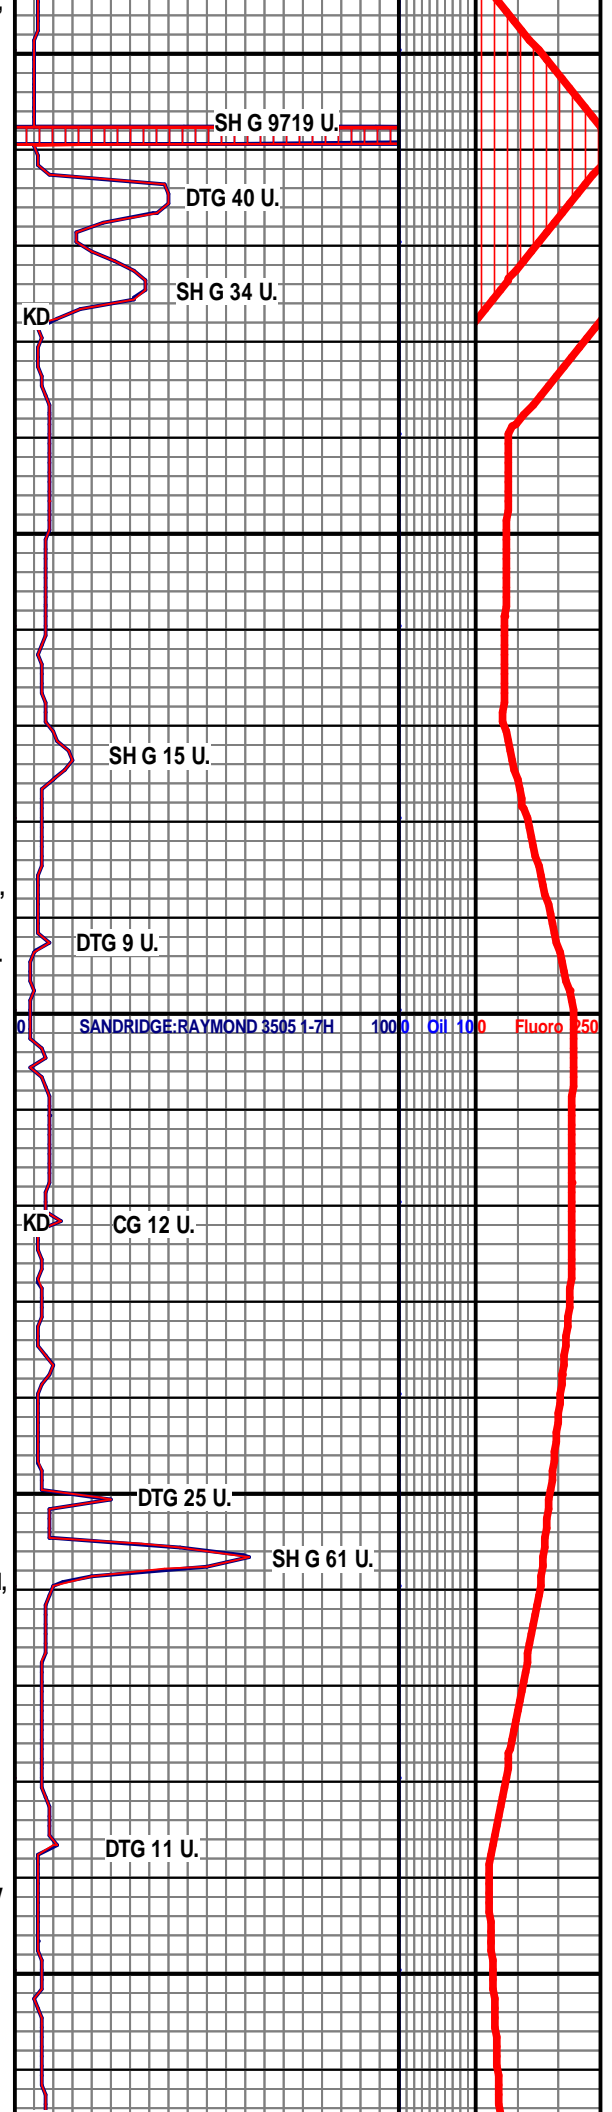 SH G 9719 U.
DTG 40 U.
SH G 34 U.
KD
SH G 15 U.
DTG 9 U.
0 SANDRIDGE:RAYMOND 3505 1-7H 100 0 Oil 10 0 Fluoro 250
KD CG 12 U.
DTG 25 U.
SH G 61 U.
DTG 11 U.